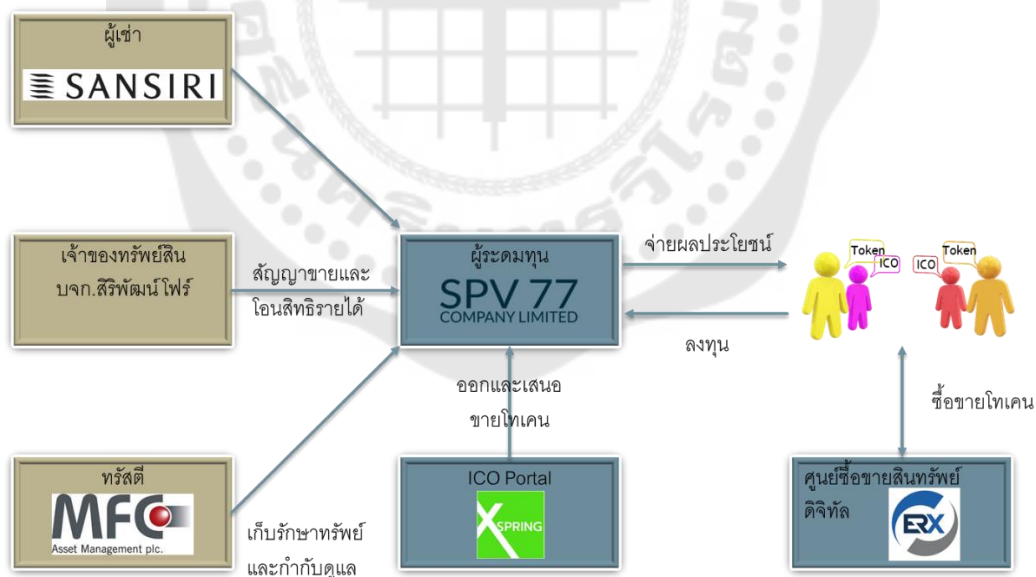 ผู้เช่า
SANSIRI
เจ้าของทรัพย์สิน
บจก.สิริพัฒน์โฟร์
สัญญาขายและ
โอนสิทธิรายได้
ผู้ระดมทุน
SPV 77
COMPANY LIMITED
จ่ายผลประโยชน์
ลงทุน
Token
ICO
ICO
Token
ออกและเสนอ
ขายโทเคน
ซื้อขายโทเคน
ทรัสตี
MFC
Asset Management plc.
เก็บรักษาทรัพย์
และกำกับดูแล
ICO Portal
XSPRING
ศูนย์ซื้อขายสินทรัพย์
ดิจิทัล
ERX